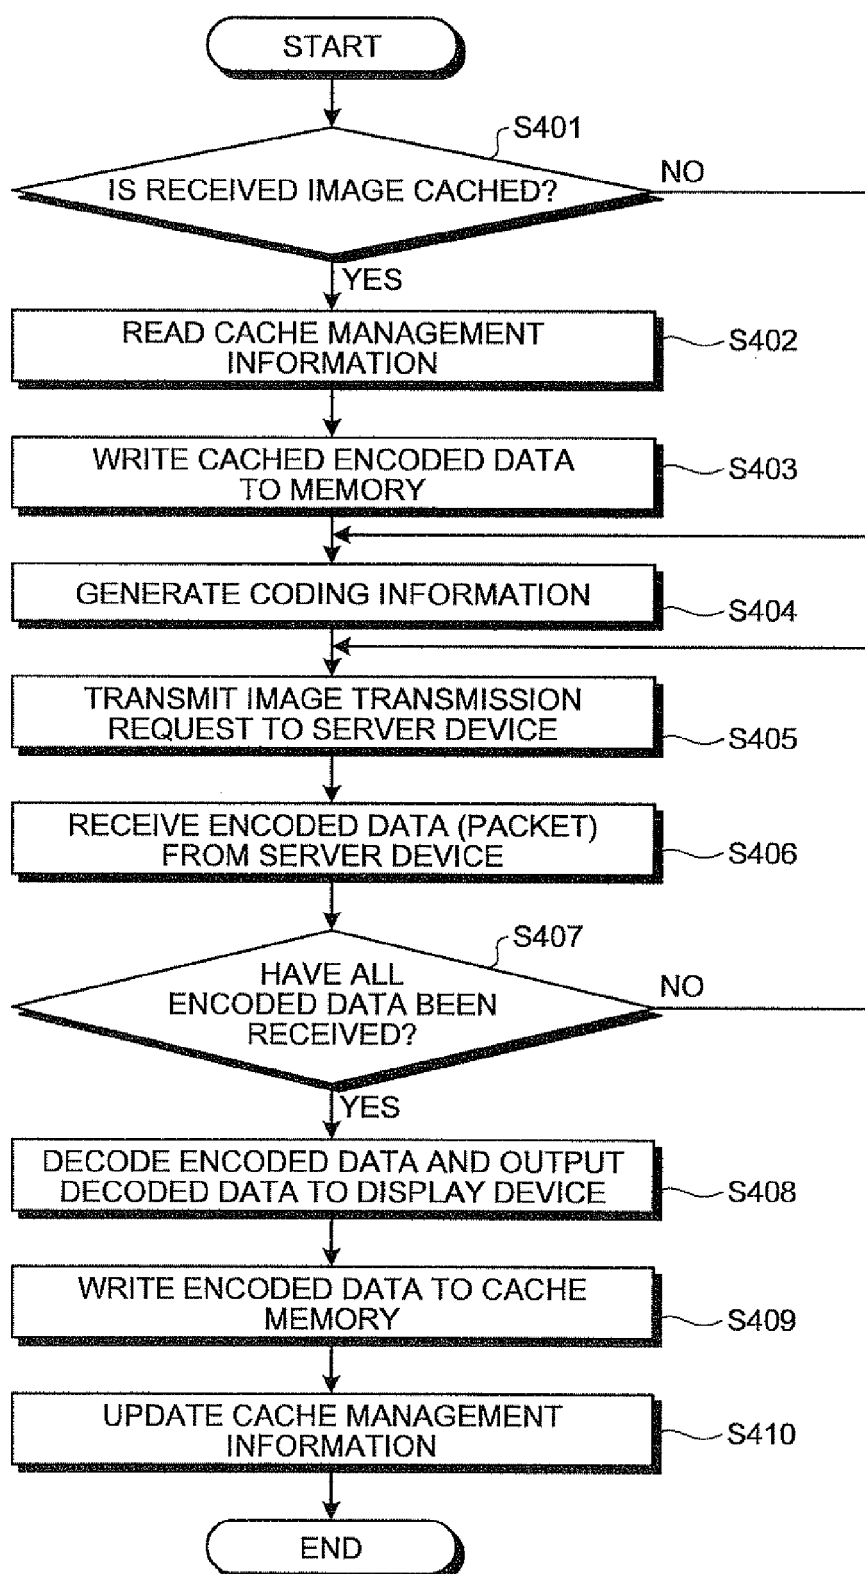 START
S401
IS RECEIVED IMAGE CACHED?
NO
YES
READ CACHE MANAGEMENT
INFORMATION
S402
WRITE CACHED ENCODED DATA
TO MEMORY
S403
GENERATE CODING INFORMATION
S404
TRANSMIT IMAGE TRANSMISSION
REQUEST TO SERVER DEVICE
S405
RECEIVE ENCODED DATA (PACKET)
FROM SERVER DEVICE
S406
S407
HAVE ALL
ENCODED DATA BEEN
RECEIVED?
NO
YES
DECODE ENCODED DATA AND OUTPUT
DECODED DATA TO DISPLAY DEVICE
S408
WRITE ENCODED DATA TO CACHE
MEMORY
S409
UPDATE CACHE MANAGEMENT
INFORMATION
S410
END